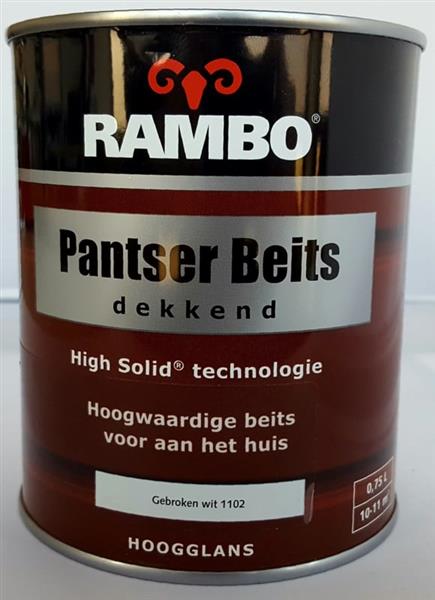 RAMBO®
Pantser Beits
dekkend
High Solid® technologie
Hoogwaardige beits
voor aan het huis
Gebroken wit 1102
0,75 L
10-11 m²
HOOGGLANS